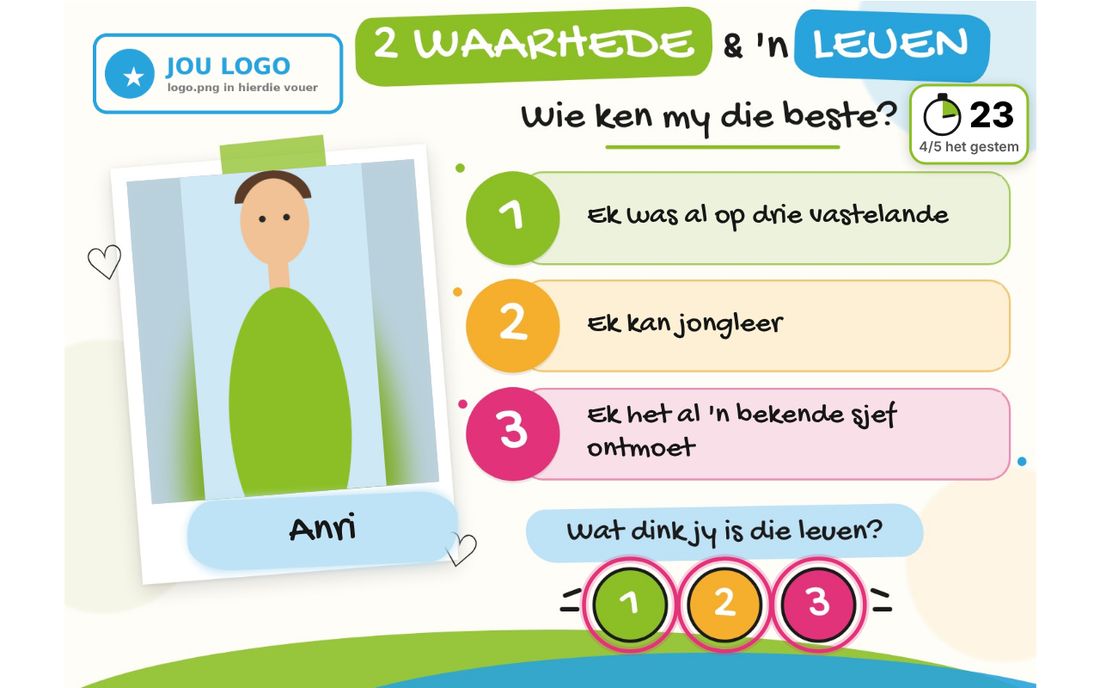 JOU LOGO
logo.png in hierdie vouer
2 WAARHEDE & 'n LEUEN
Wie ken my die beste?
23
4/5 het gestem
1 Ek was al op drie vastelande
2 Ek kan jongleer
3 Ek het al 'n bekende sjef
ontmoet
Anri
Wat dink jy is die leuen?
1 2 3